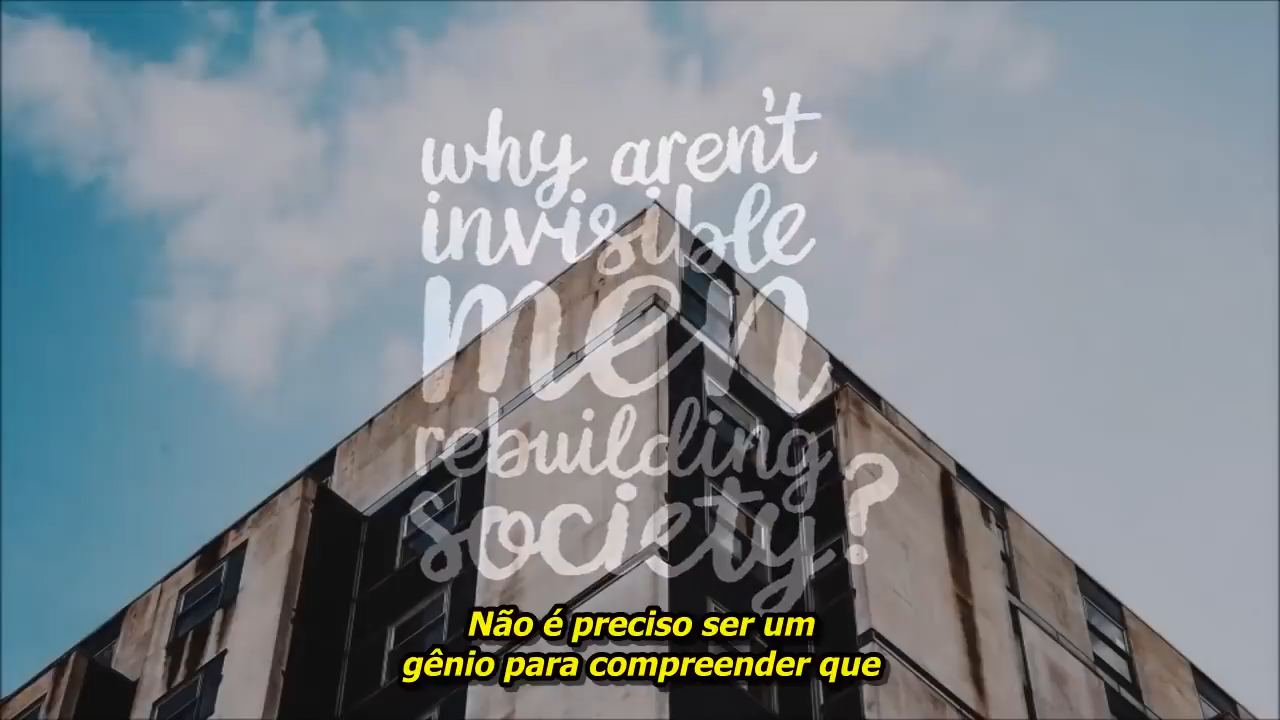 why aren't
invisible
men
rebuilding
society?
Não é preciso ser um
gênio para compreender que